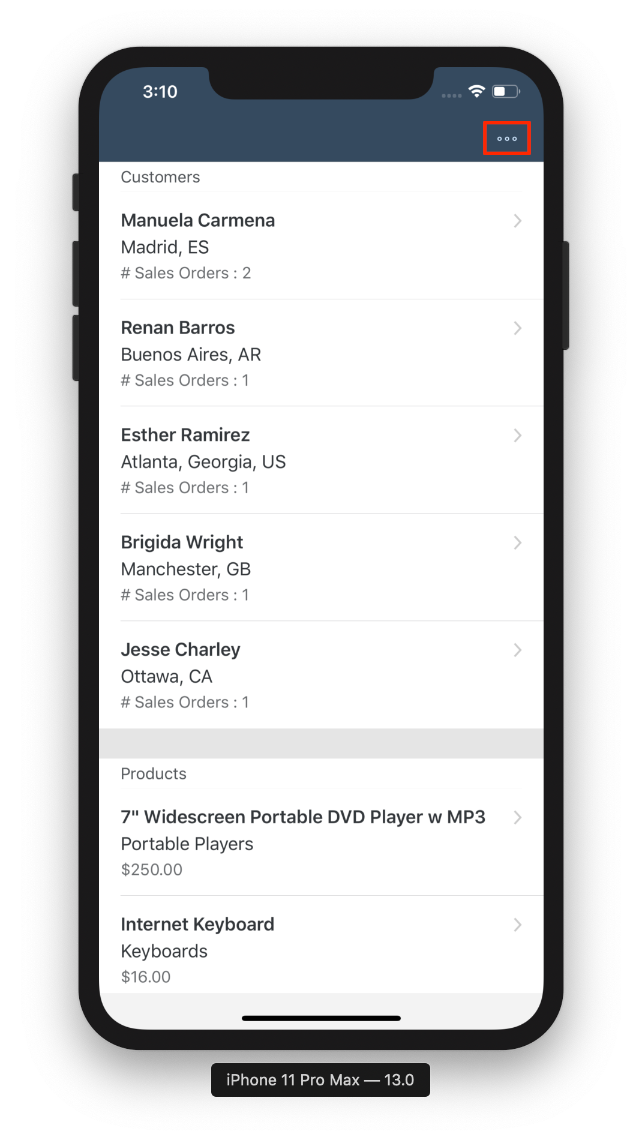 3:10
Customers
Manuela Carmena
Madrid, ES
# Sales Orders : 2
Renan Barros
Buenos Aires, AR
# Sales Orders : 1
Esther Ramirez
Atlanta, Georgia, US
# Sales Orders : 1
Brigida Wright
Manchester, GB
# Sales Orders : 1
Jesse Charley
Ottawa, CA
# Sales Orders : 1
Products
7" Widescreen Portable DVD Player w MP3
Portable Players
$250.00
Internet Keyboard
Keyboards
$16.00
iPhone 11 Pro Max — 13.0